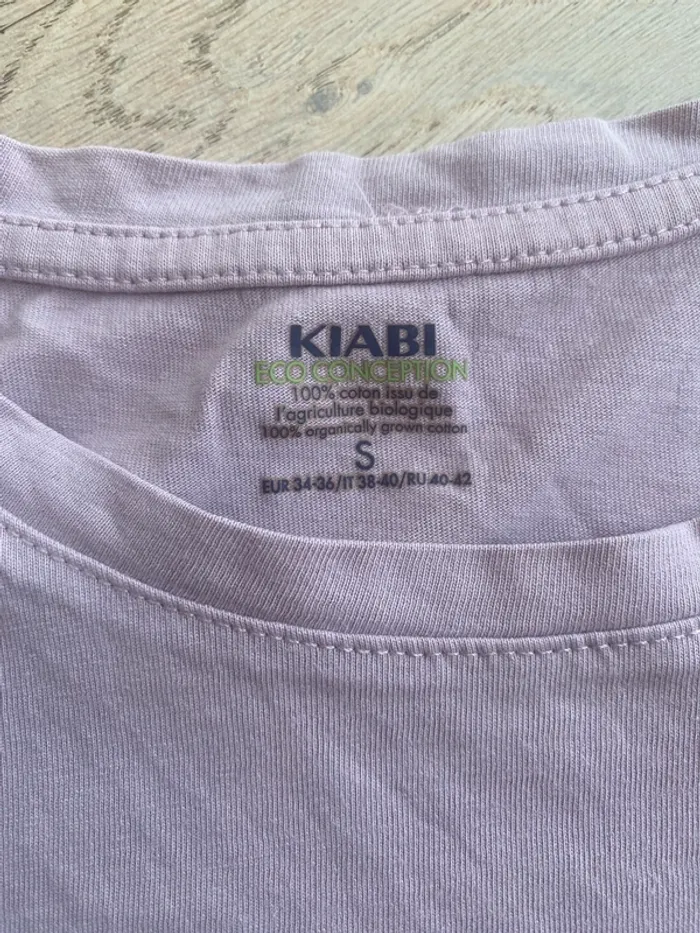 KIABI
ECO CONCEPTION
100% coton issu de
l'agriculture biologique
100% organically grown cotton
S
EUR 34-36/IT 38-40/RU 40-42